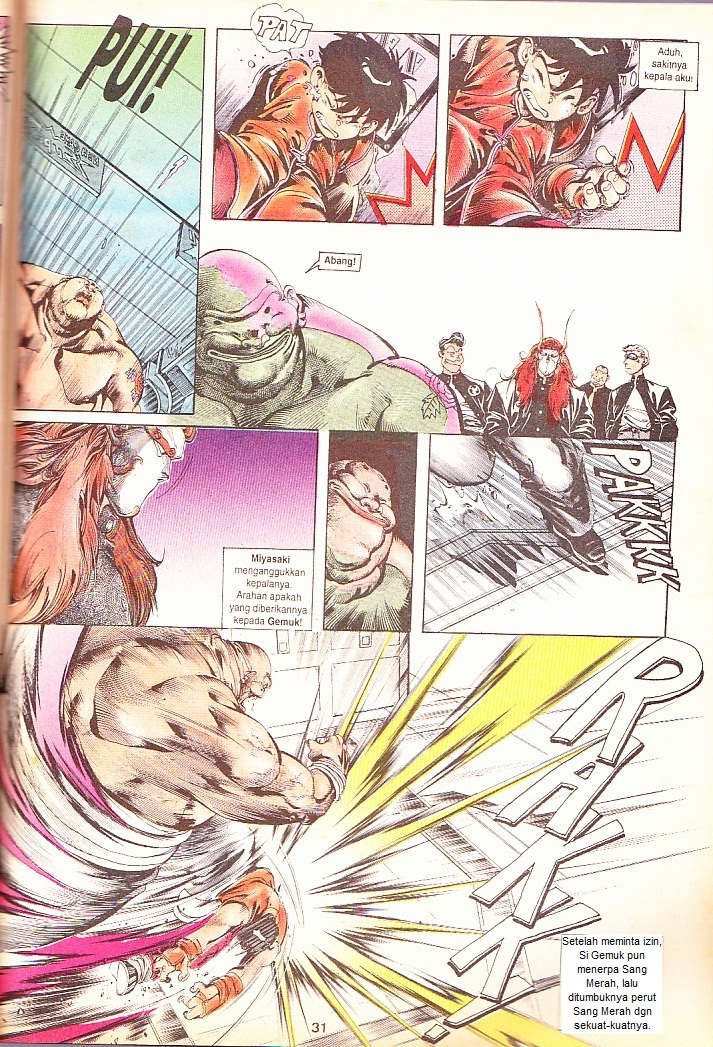 PUI!!
PAT
Aduh,
sakitnya
kepala aku!
Abang!
Miyasaki
menganggukkan
kepalanya.
Arahan apakah
yang diberikannya
kepada Gemuk!
PAKKKK
RAKK!
Setelah meminta izin,
Si Gemuk pun
menerpa Sang
Merah, lalu
ditumbuknya perut
Sang Merah dgn
sekuat-kuatnya.
31